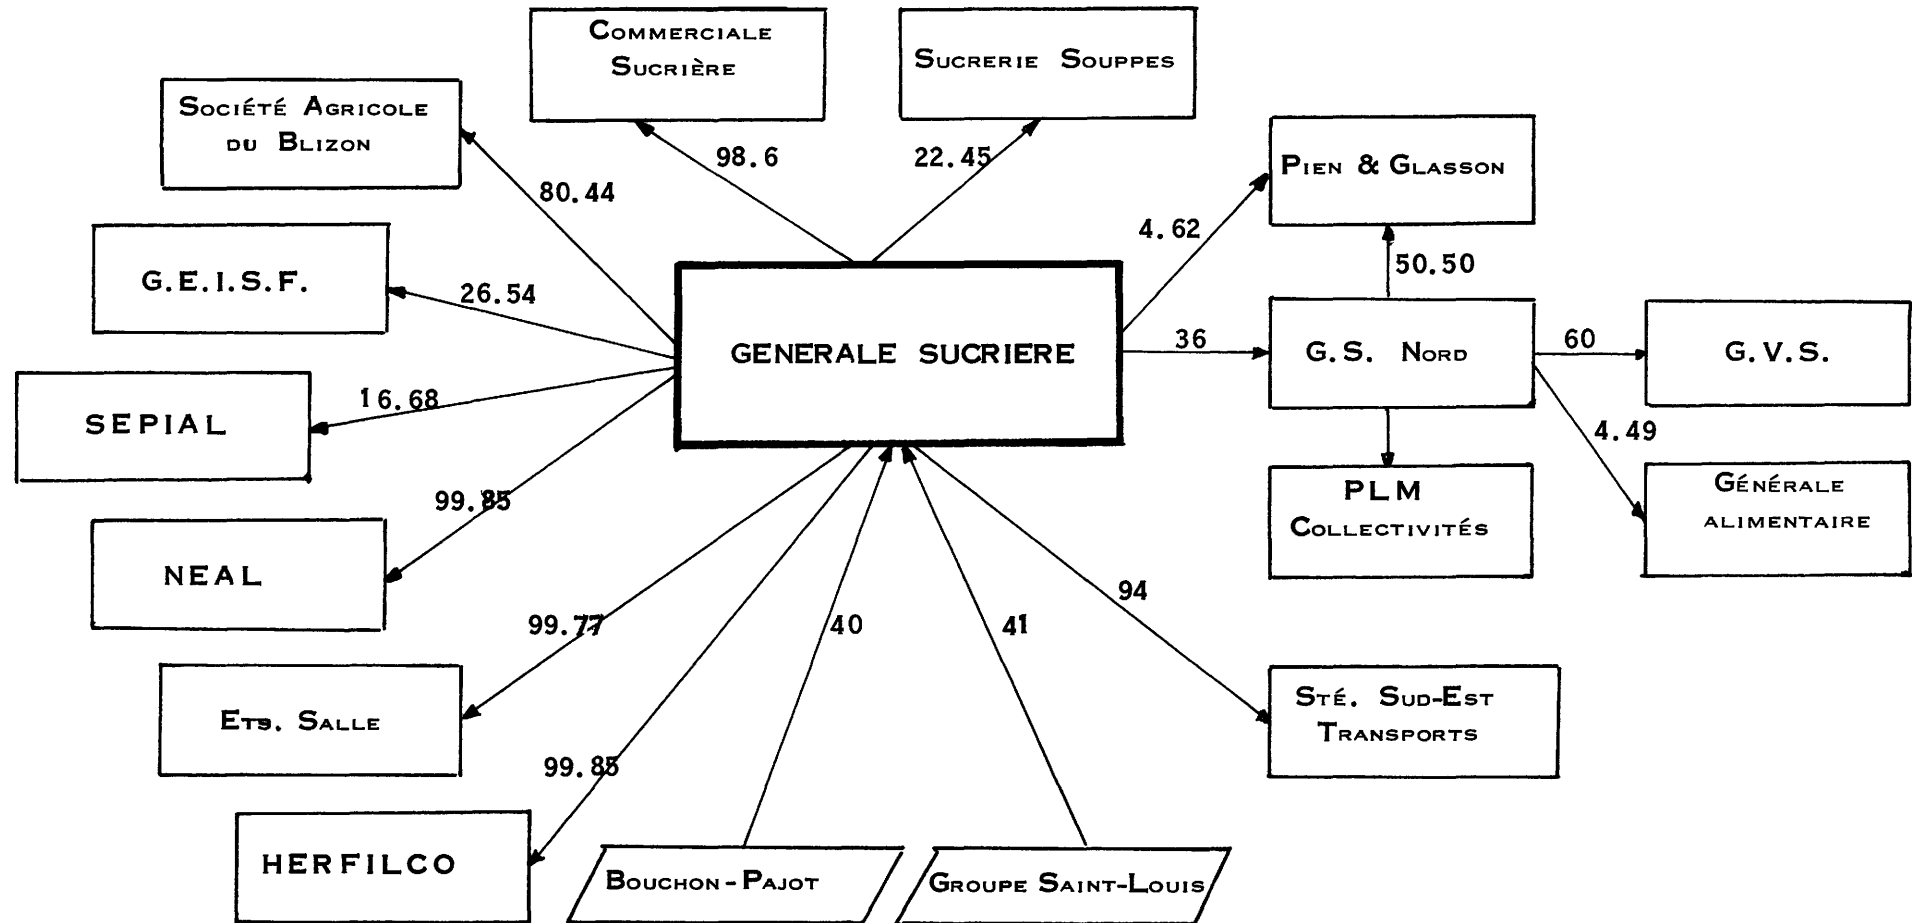 Commerciale
Sucrière
Sucrerie Souppes
Société Agricole
du Blizon
98.6
22.45
Pien & Glasson
80.44
4.62
50.50
G.E.I.S.F.
26.54
GENERALE SUCRIERE
36
G.S. Nord
60
G.V.S.
SEPIAL
16.68
4.49
PLM
Collectivités
Générale
alimentaire
99.85
NEAL
94
99.77
40
41
Ets. Salle
Sté. Sud-Est
Transports
99.85
HERFILCO
Bouchon-Pajot
Groupe Saint-Louis